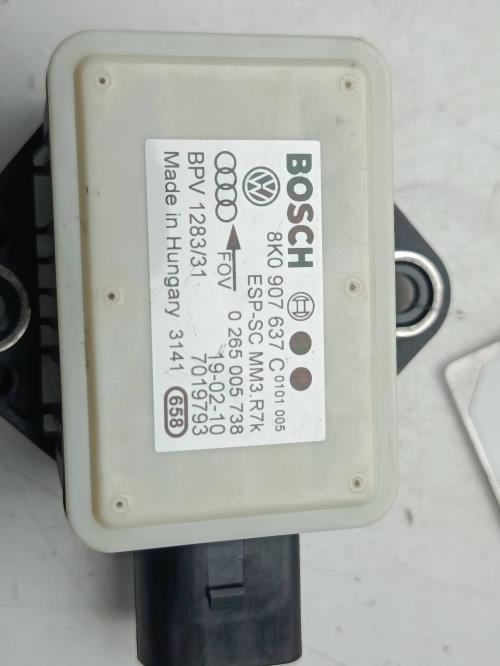 BOSCH
8K0 907 637 C 0101 005
ESP-SC MM3.R7k
FOV 0 265 005 738
BPV 1283/31 19-02-10
Made in Hungary 3141 7019793
658